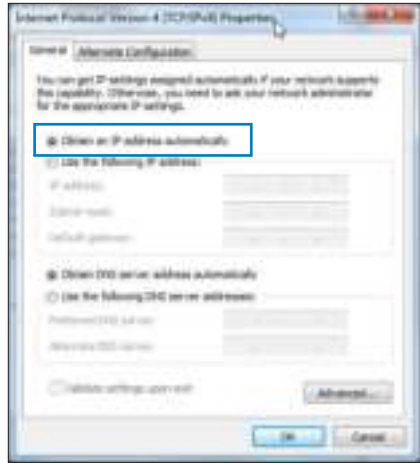 Internet Protocol Version 4 (TCP/IPv4) Properties
General
Alternate Configuration
You can get IP settings assigned automatically if your network supports
this capability. Otherwise, you need to ask your network administrator
for the appropriate IP settings.
Obtain an IP address automatically
Use the following IP address:
IP address:
Subnet mask:
Default gateway:
Obtain DNS server address automatically
Use the following DNS server addresses:
Preferred DNS server:
Alternate DNS server:
Validate settings upon exit
Advanced...
OK
Cancel